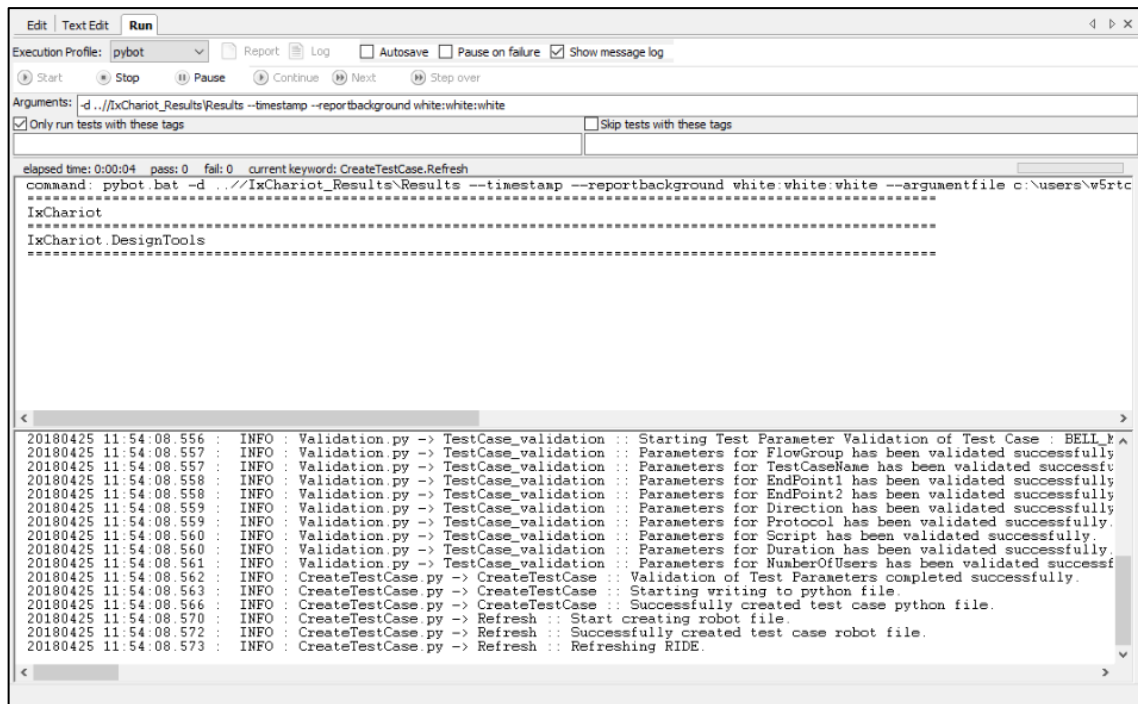 Edit Text Edit Run
Execution Profile: pybot Report Log Autosave Pause on failure Show message log
Start Stop Pause Continue Next Step over
Arguments: -d ..//IxChariot_Results\Results --timestamp --reportbackground white:white:white
Only run tests with these tags Skip tests with these tags
elapsed time: 0:00:04 pass: 0 fail: 0 current keyword: CreateTestCase.Refresh
command: pybot.bat -d ..//IxChariot_Results\Results --timestamp --reportbackground white:white:white --argumentfile c:\users\w5rtc
==============================================================================
IxChariot
==============================================================================
IxChariot.DesignTools
==============================================================================
20180425 11:54:08.556 : INFO : Validation.py -> TestCase_validation :: Starting Test Parameter Validation of Test Case : BELL_M
20180425 11:54:08.557 : INFO : Validation.py -> TestCase_validation :: Parameters for FlowGroup has been validated successfully
20180425 11:54:08.557 : INFO : Validation.py -> TestCase_validation :: Parameters for TestCaseName has been validated successfu
20180425 11:54:08.558 : INFO : Validation.py -> TestCase_validation :: Parameters for EndPoint1 has been validated successfully
20180425 11:54:08.558 : INFO : Validation.py -> TestCase_validation :: Parameters for EndPoint2 has been validated successfully
20180425 11:54:08.559 : INFO : Validation.py -> TestCase_validation :: Parameters for Direction has been validated successfully
20180425 11:54:08.559 : INFO : Validation.py -> TestCase_validation :: Parameters for Protocol has been validated successfully.
20180425 11:54:08.560 : INFO : Validation.py -> TestCase_validation :: Parameters for Script has been validated successfully.
20180425 11:54:08.560 : INFO : Validation.py -> TestCase_validation :: Parameters for Duration has been validated successfully.
20180425 11:54:08.561 : INFO : Validation.py -> TestCase_validation :: Parameters for NumberOfUsers has been validated successf
20180425 11:54:08.562 : INFO : CreateTestCase.py -> CreateTestCase :: Validation of Test Parameters completed successfully.
20180425 11:54:08.563 : INFO : CreateTestCase.py -> CreateTestCase :: Starting writing to python file.
20180425 11:54:08.566 : INFO : CreateTestCase.py -> CreateTestCase :: Successfully created test case python file.
20180425 11:54:08.570 : INFO : CreateTestCase.py -> Refresh :: Start creating robot file.
20180425 11:54:08.572 : INFO : CreateTestCase.py -> Refresh :: Successfully created test case robot file.
20180425 11:54:08.573 : INFO : CreateTestCase.py -> Refresh :: Refreshing RIDE.